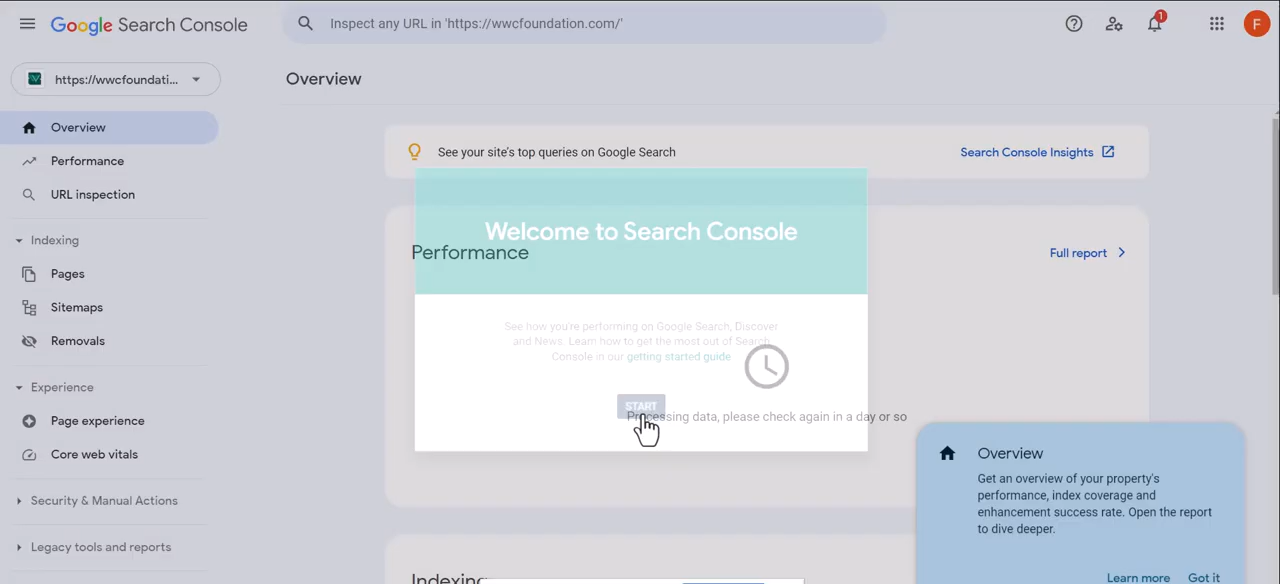 Google Search Console
Inspect any URL in 'https://wwcfoundation.com/'
1
F
https://wwcfoundati...
Overview
Overview
Performance
URL inspection
Indexing
Pages
Sitemaps
Removals
Experience
Page experience
Core web vitals
Security & Manual Actions
Legacy tools and reports
See your site's top queries on Google Search
Search Console Insights
Welcome to Search Console
Performance
Full report
See how you're performing on Google Search, Discover
and News. Learn how to get the most out of Search
Console in our getting started guide
START
Processing data, please check again in a day or so
Overview
Get an overview of your property's
performance, index coverage and
enhancement success rate. Open the report
to dive deeper.
Learn more Got it
Indexing